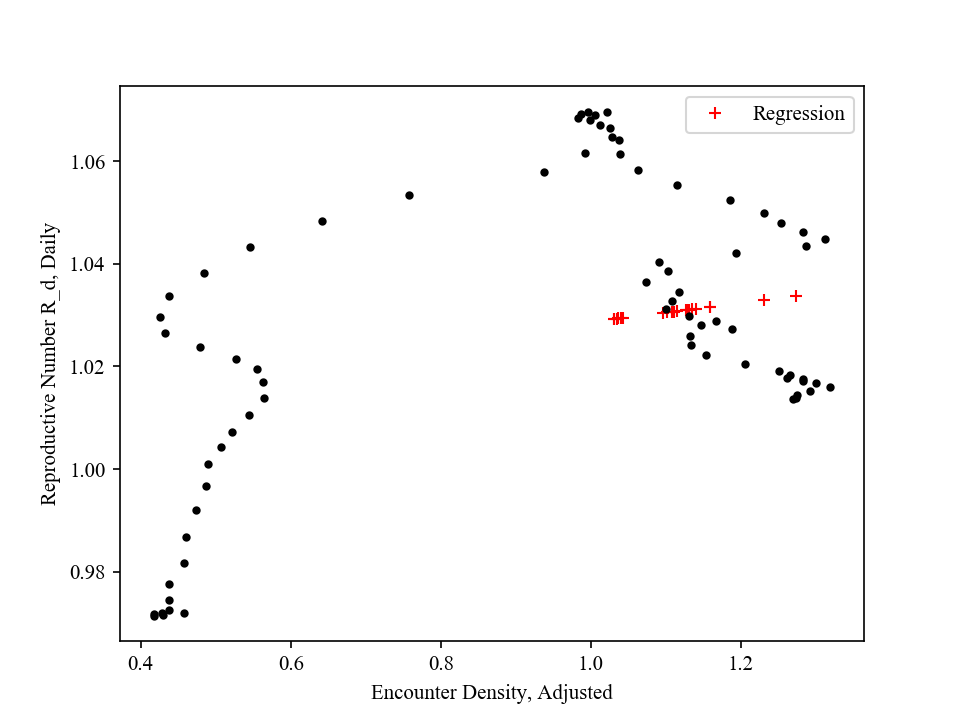 Regression
1.06
1.04
1.02
1.00
0.98
Reproductive Number R_d, Daily
0.4 0.6 0.8 1.0 1.2
Encounter Density, Adjusted